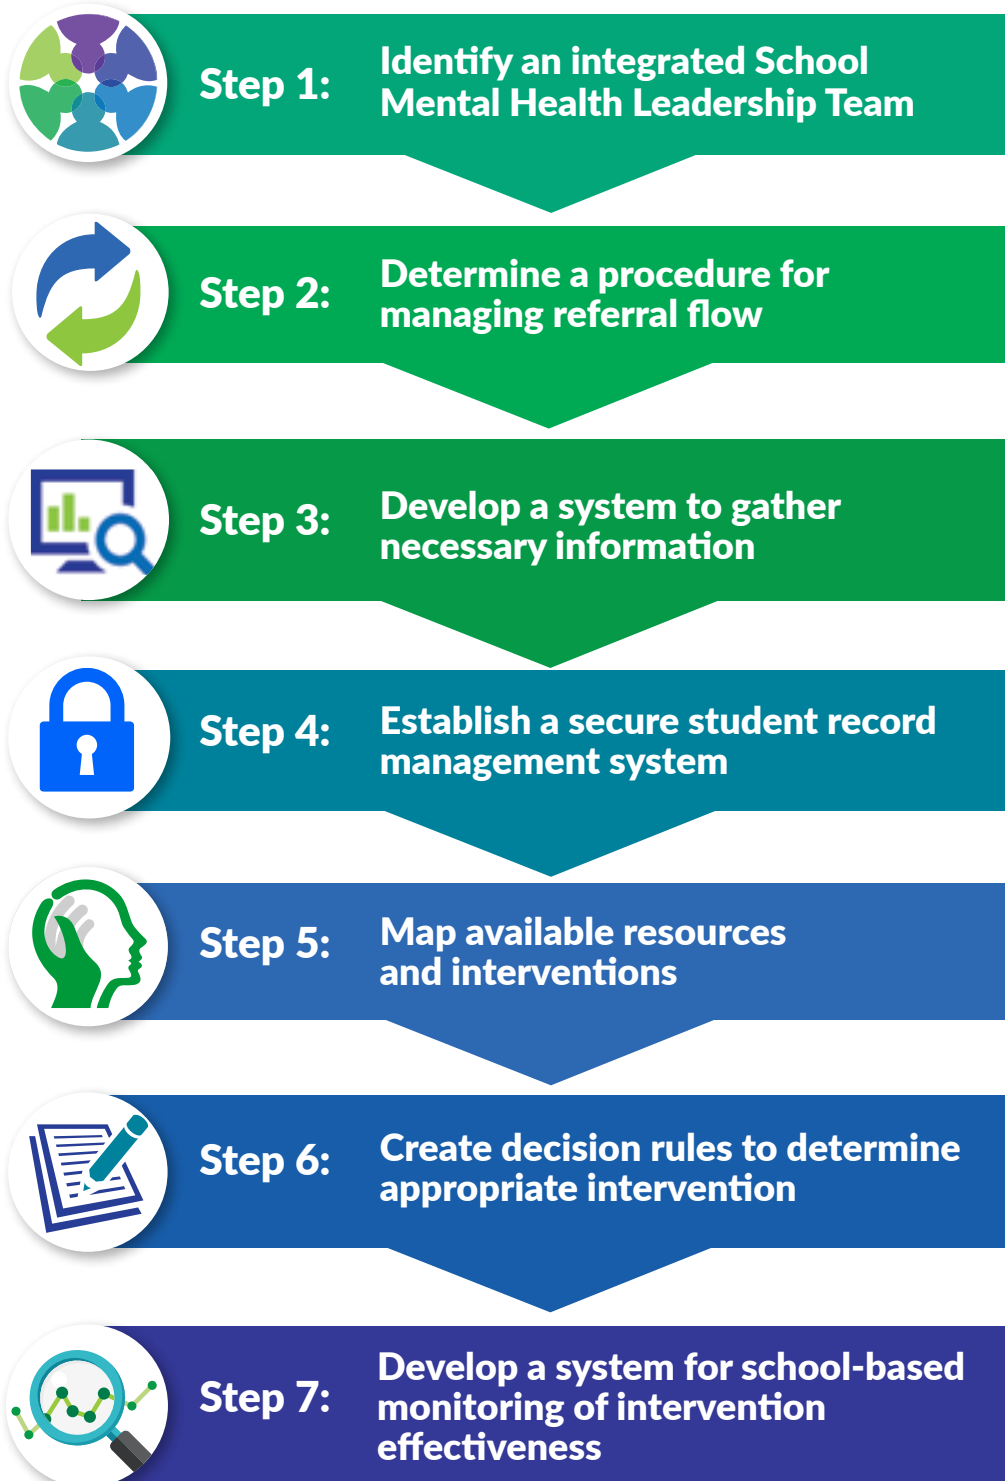 Step 1:
Identify an integrated School
Mental Health Leadership Team
Step 2:
Determine a procedure for
managing referral flow
Step 3:
Develop a system to gather
necessary information
Step 4:
Establish a secure student record
management system
Step 5:
Map available resources
and interventions
Step 6:
Create decision rules to determine
appropriate intervention
Step 7:
Develop a system for school-based
monitoring of intervention
effectiveness